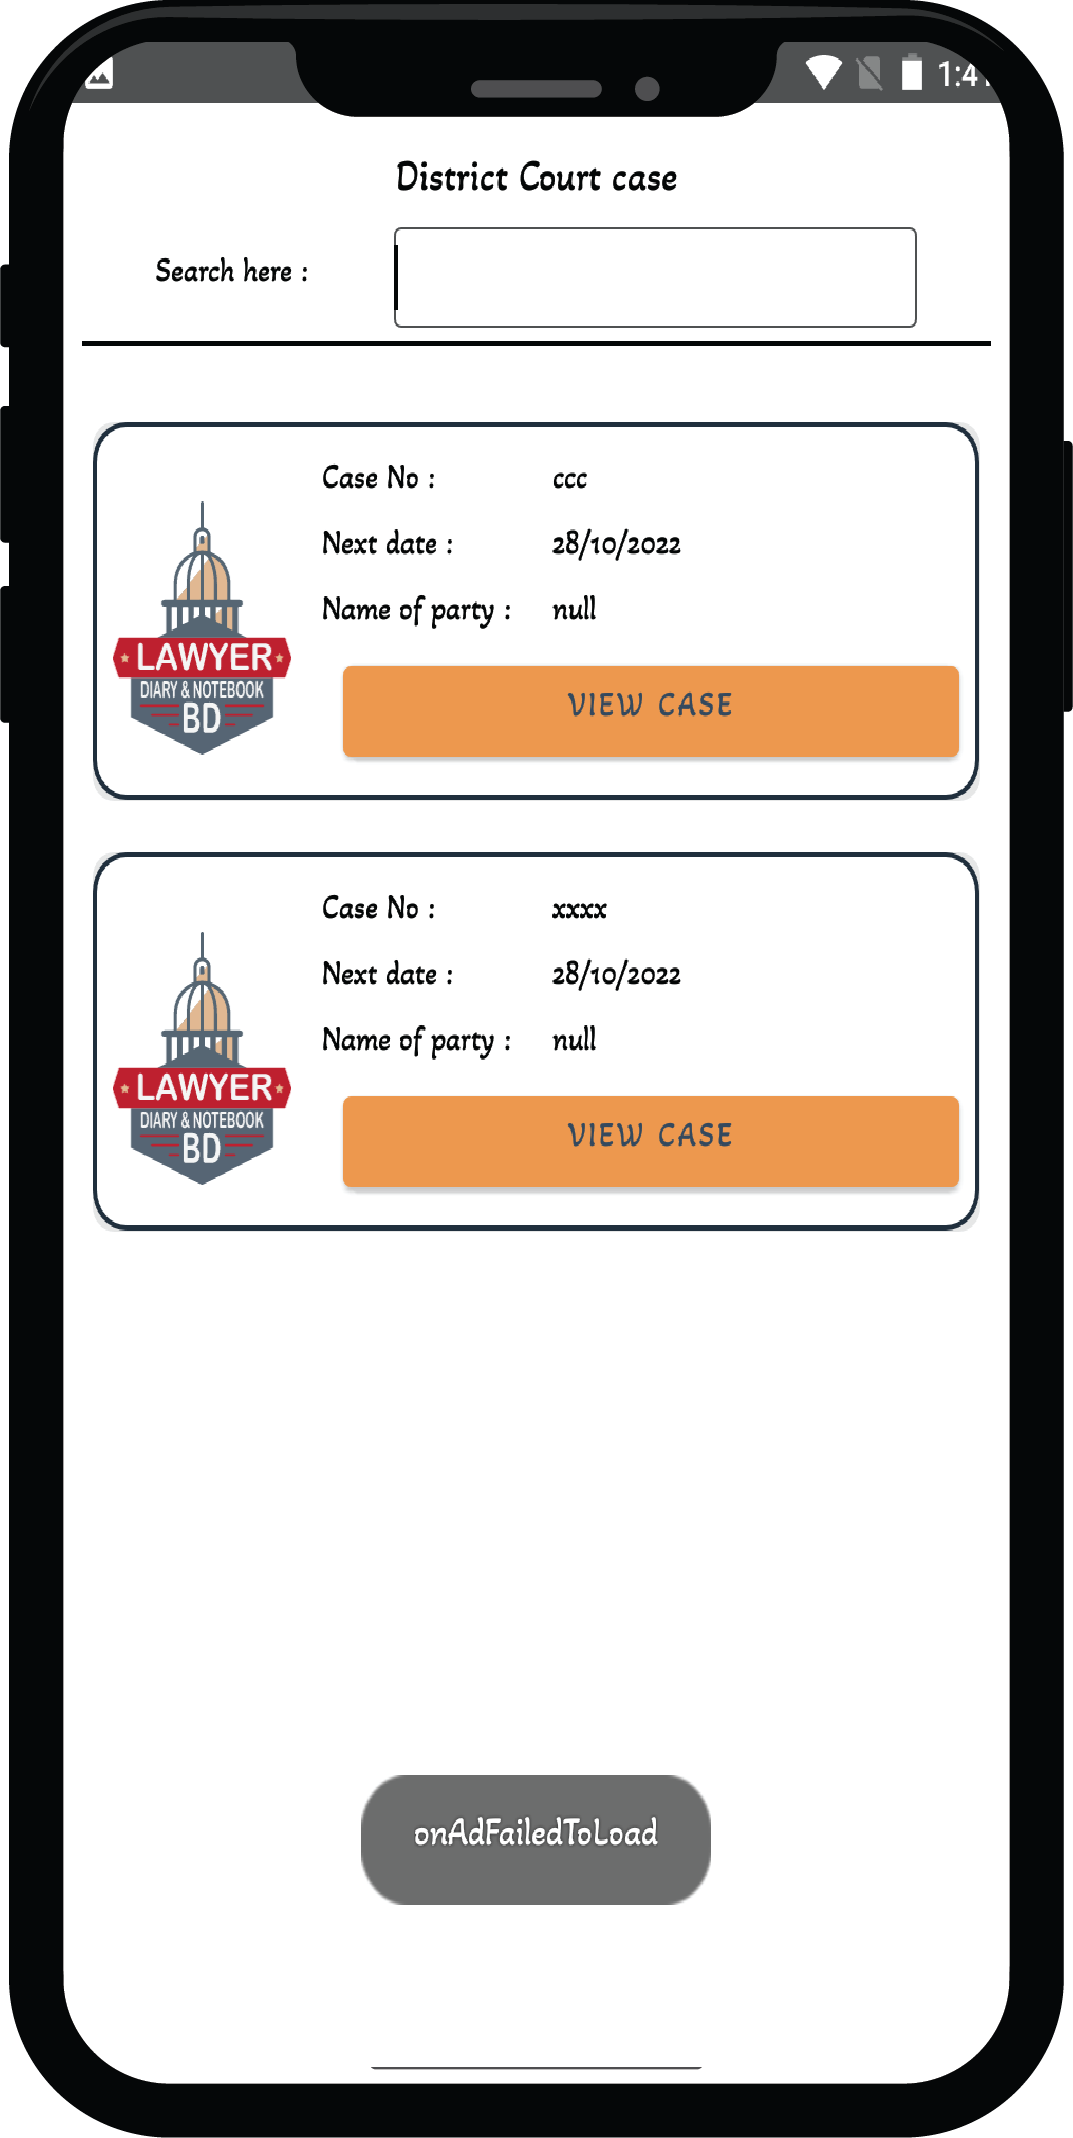 District Court case
Search here :
Case No : ccc
Next date : 28/10/2022
Name of party : null
LAWYER
DIARY & NOTEBOOK
BD
VIEW CASE
Case No : xxxx
Next date : 28/10/2022
Name of party : null
LAWYER
DIARY & NOTEBOOK
BD
VIEW CASE
onAdFailedToLoad